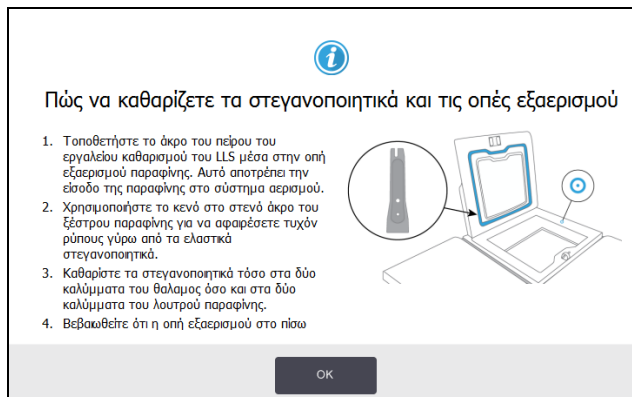 Πώς να καθαρίζετε τα στεγανοποιητικά και τις οπές εξαερισμού
1. Τοποθετήστε το άκρο του πείρου του
εργαλείου καθαρισμού του LLS μέσα στην οπή
εξαερισμού παραφίνης. Αυτό αποτρέπει την
είσοδο της παραφίνης στο σύστημα αερισμού.
2. Χρησιμοποιήστε το κενό στο στενό άκρο του
ξέστρου παραφίνης για να αφαιρέσετε τυχόν
ρύπους γύρω από τα ελαστικά
στεγανοποιητικά.
3. Καθαρίστε τα στεγανοποιητικά τόσο στα δύο
καλύμματα του θαλαμος όσο και στα δύο
καλύμματα του λουτρού παραφίνης.
4. Βεβαιωθείτε ότι η οπή εξαερισμού στο πίσω
OK